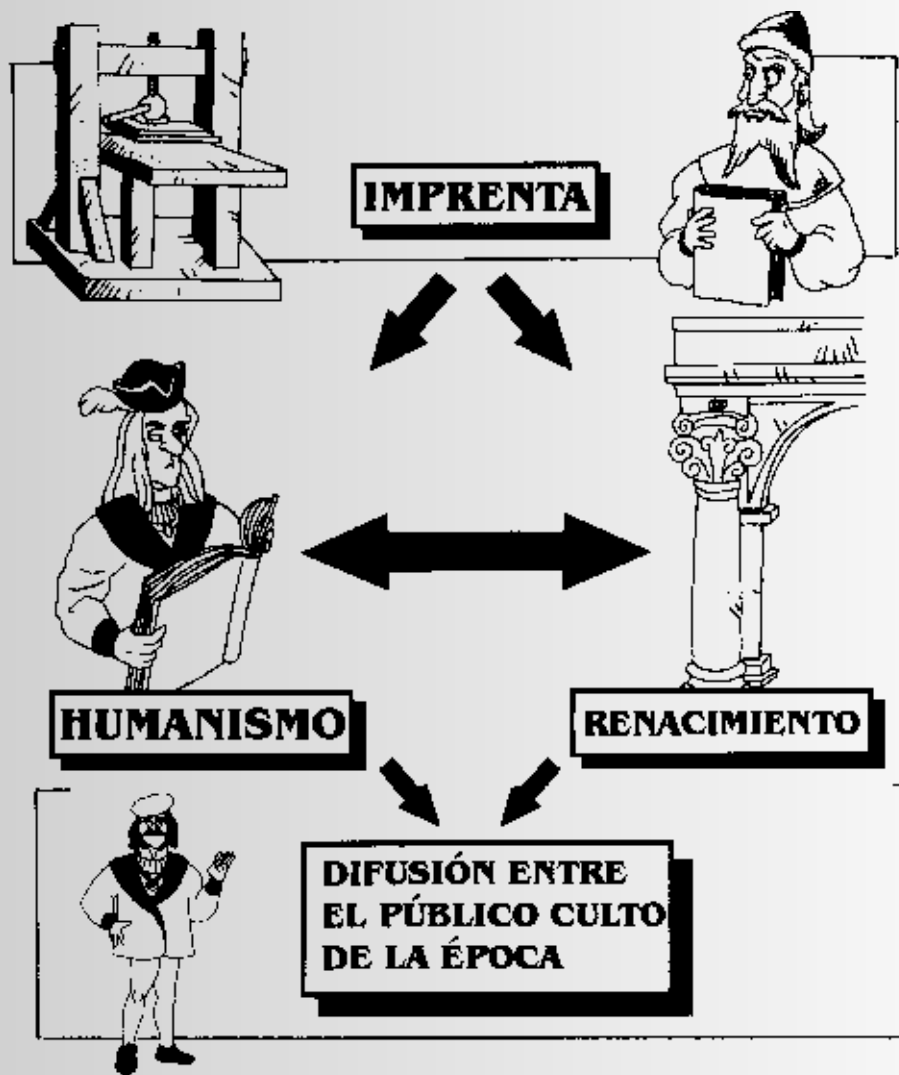 IMPRENTA
HUMANISMO
RENACIMIENTO
DIFUSIÓN ENTRE
EL PÚBLICO CULTO
DE LA ÉPOCA